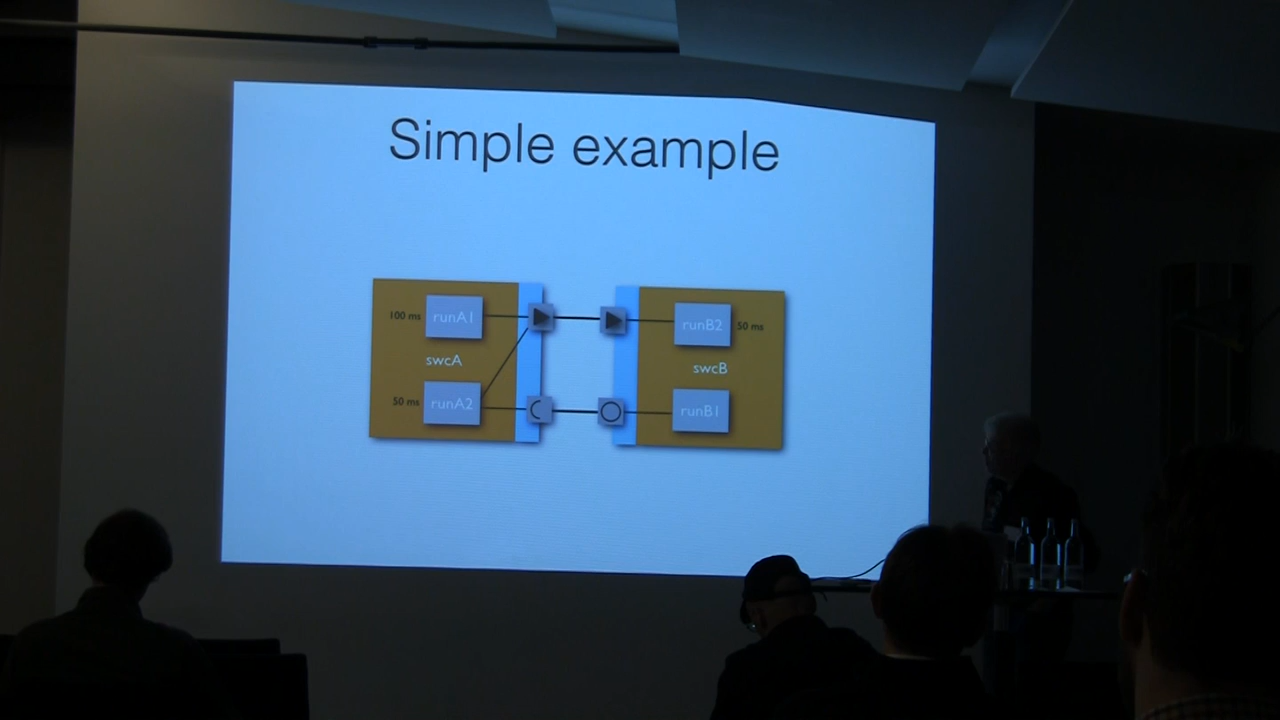 Simple example
100 ms runA1
swcA
50 ms runA2
runB2 50 ms
swcB
runB1